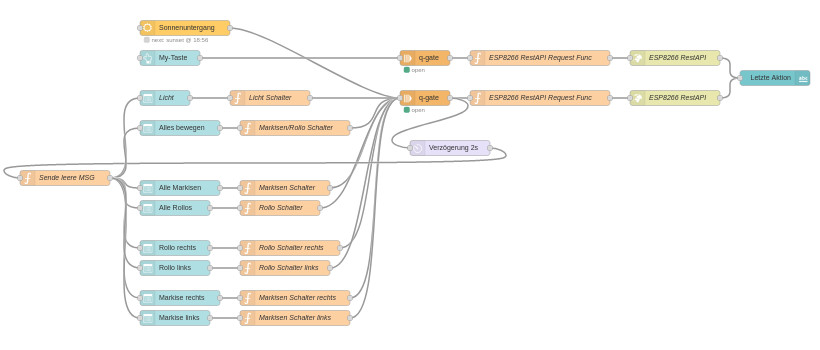 Sonnenuntergang
next: sunset @ 18:56
My-Taste
q-gate
ESP8266 RestAPI Request Func
ESP8266 RestAPI
open
Letzte Aktion
abc
Licht
Licht Schalter
q-gate
ESP8266 RestAPI Request Func
ESP8266 RestAPI
open
Alles bewegen
Markisen/Rollo Schalter
Verzögerung 2s
Sende leere MSG
Alle Markisen
Markisen Schalter
Alle Rollos
Rollo Schalter
Rollo rechts
Rollo Schalter rechts
Rollo links
Rollo Schalter links
Markise rechts
Markisen Schalter rechts
Markise links
Markisen Schalter links